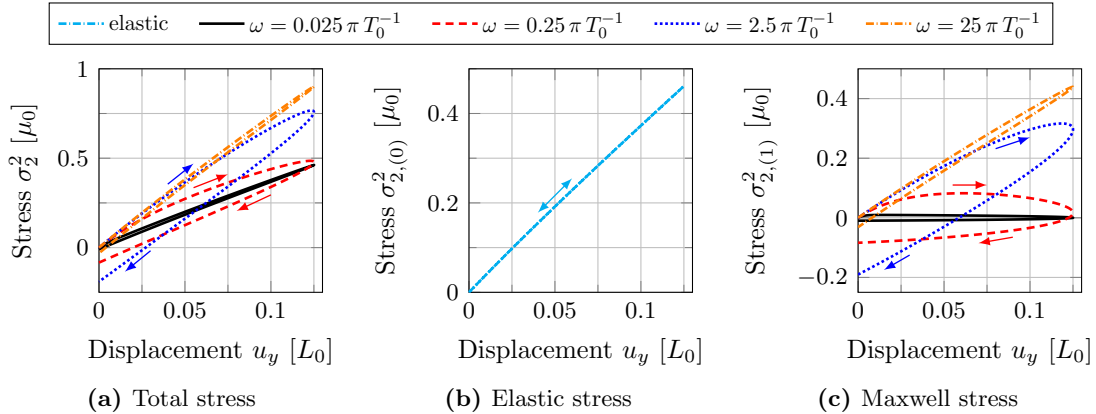 elastic ω = 0.025 π T₀⁻¹ ω = 0.25 π T₀⁻¹ ω = 2.5 π T₀⁻¹ ω = 25 π T₀⁻¹
Stress σ²₂ [μ₀]
1
0.5
0
0 0.05 0.1
Displacement u_y [L₀]
(a) Total stress
Stress σ²₂,₍₀₎ [μ₀]
0.4
0.2
0
0 0.05 0.1
Displacement u_y [L₀]
(b) Elastic stress
Stress σ²₂,₍₁₎ [μ₀]
0.4
0.2
0
−0.2
0 0.05 0.1
Displacement u_y [L₀]
(c) Maxwell stress